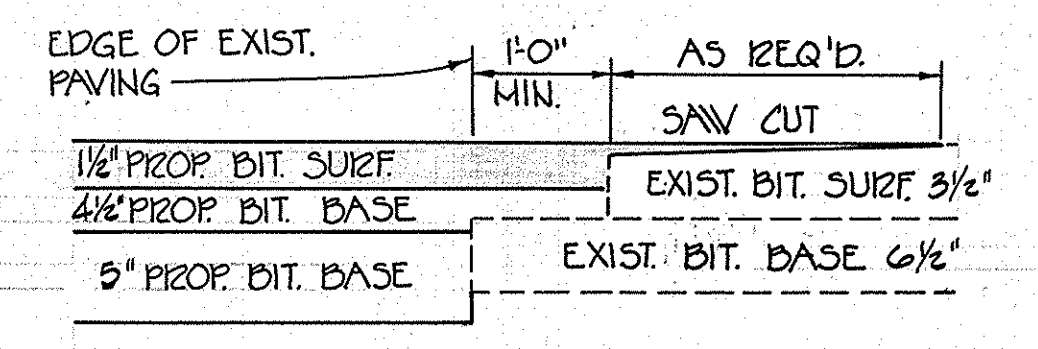 EDGE OF EXIST.
PAVING
1'-0"
MIN.
AS REQ'D.
SAW CUT
1½" PROP. BIT. SURF.
EXIST. BIT. SURF. 3½"
4½" PROP. BIT. BASE
EXIST. BIT. BASE 6½"
5" PROP. BIT. BASE